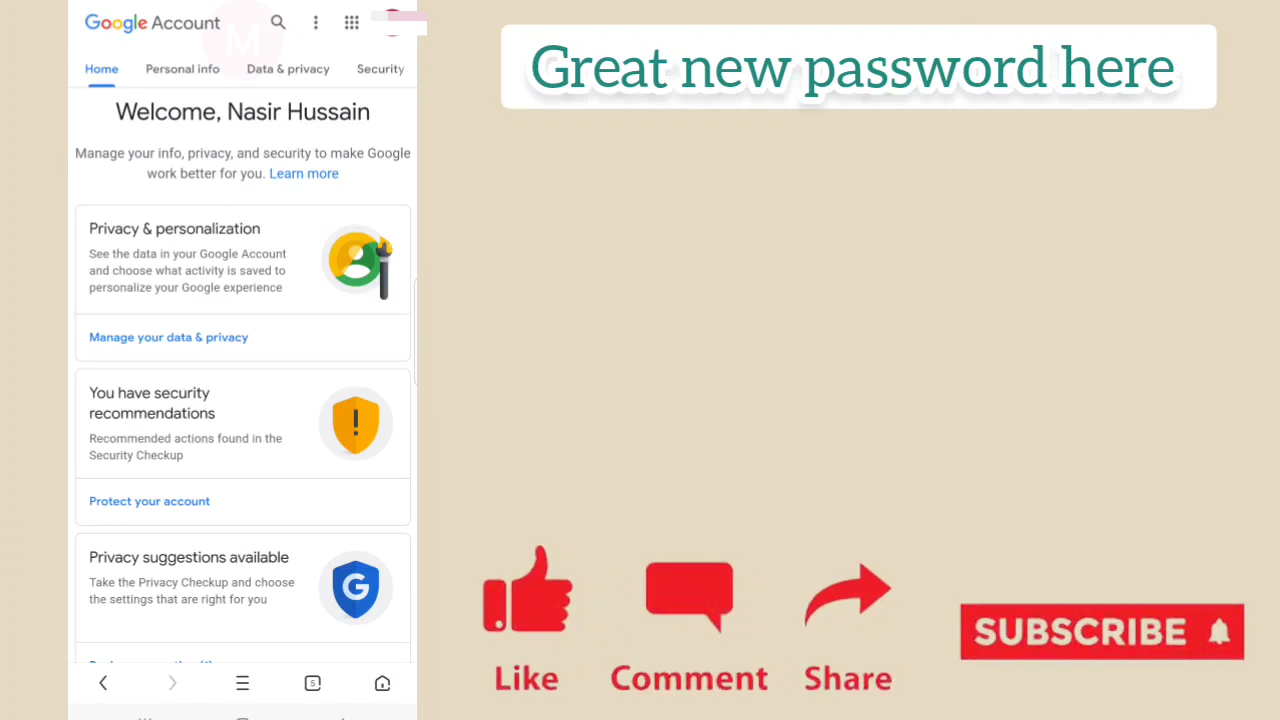 Google Account
M
Home Personal info Data & privacy Security
Welcome, Nasir Hussain
Manage your info, privacy, and security to make Google
work better for you. Learn more
Privacy & personalization
See the data in your Google Account
and choose what activity is saved to
personalize your Google experience
Manage your data & privacy
You have security
recommendations
Recommended actions found in the
Security Checkup
Protect your account
Privacy suggestions available
Take the Privacy Checkup and choose
the settings that are right for you
G
5
Great new password here
Like Comment Share
SUBSCRIBE